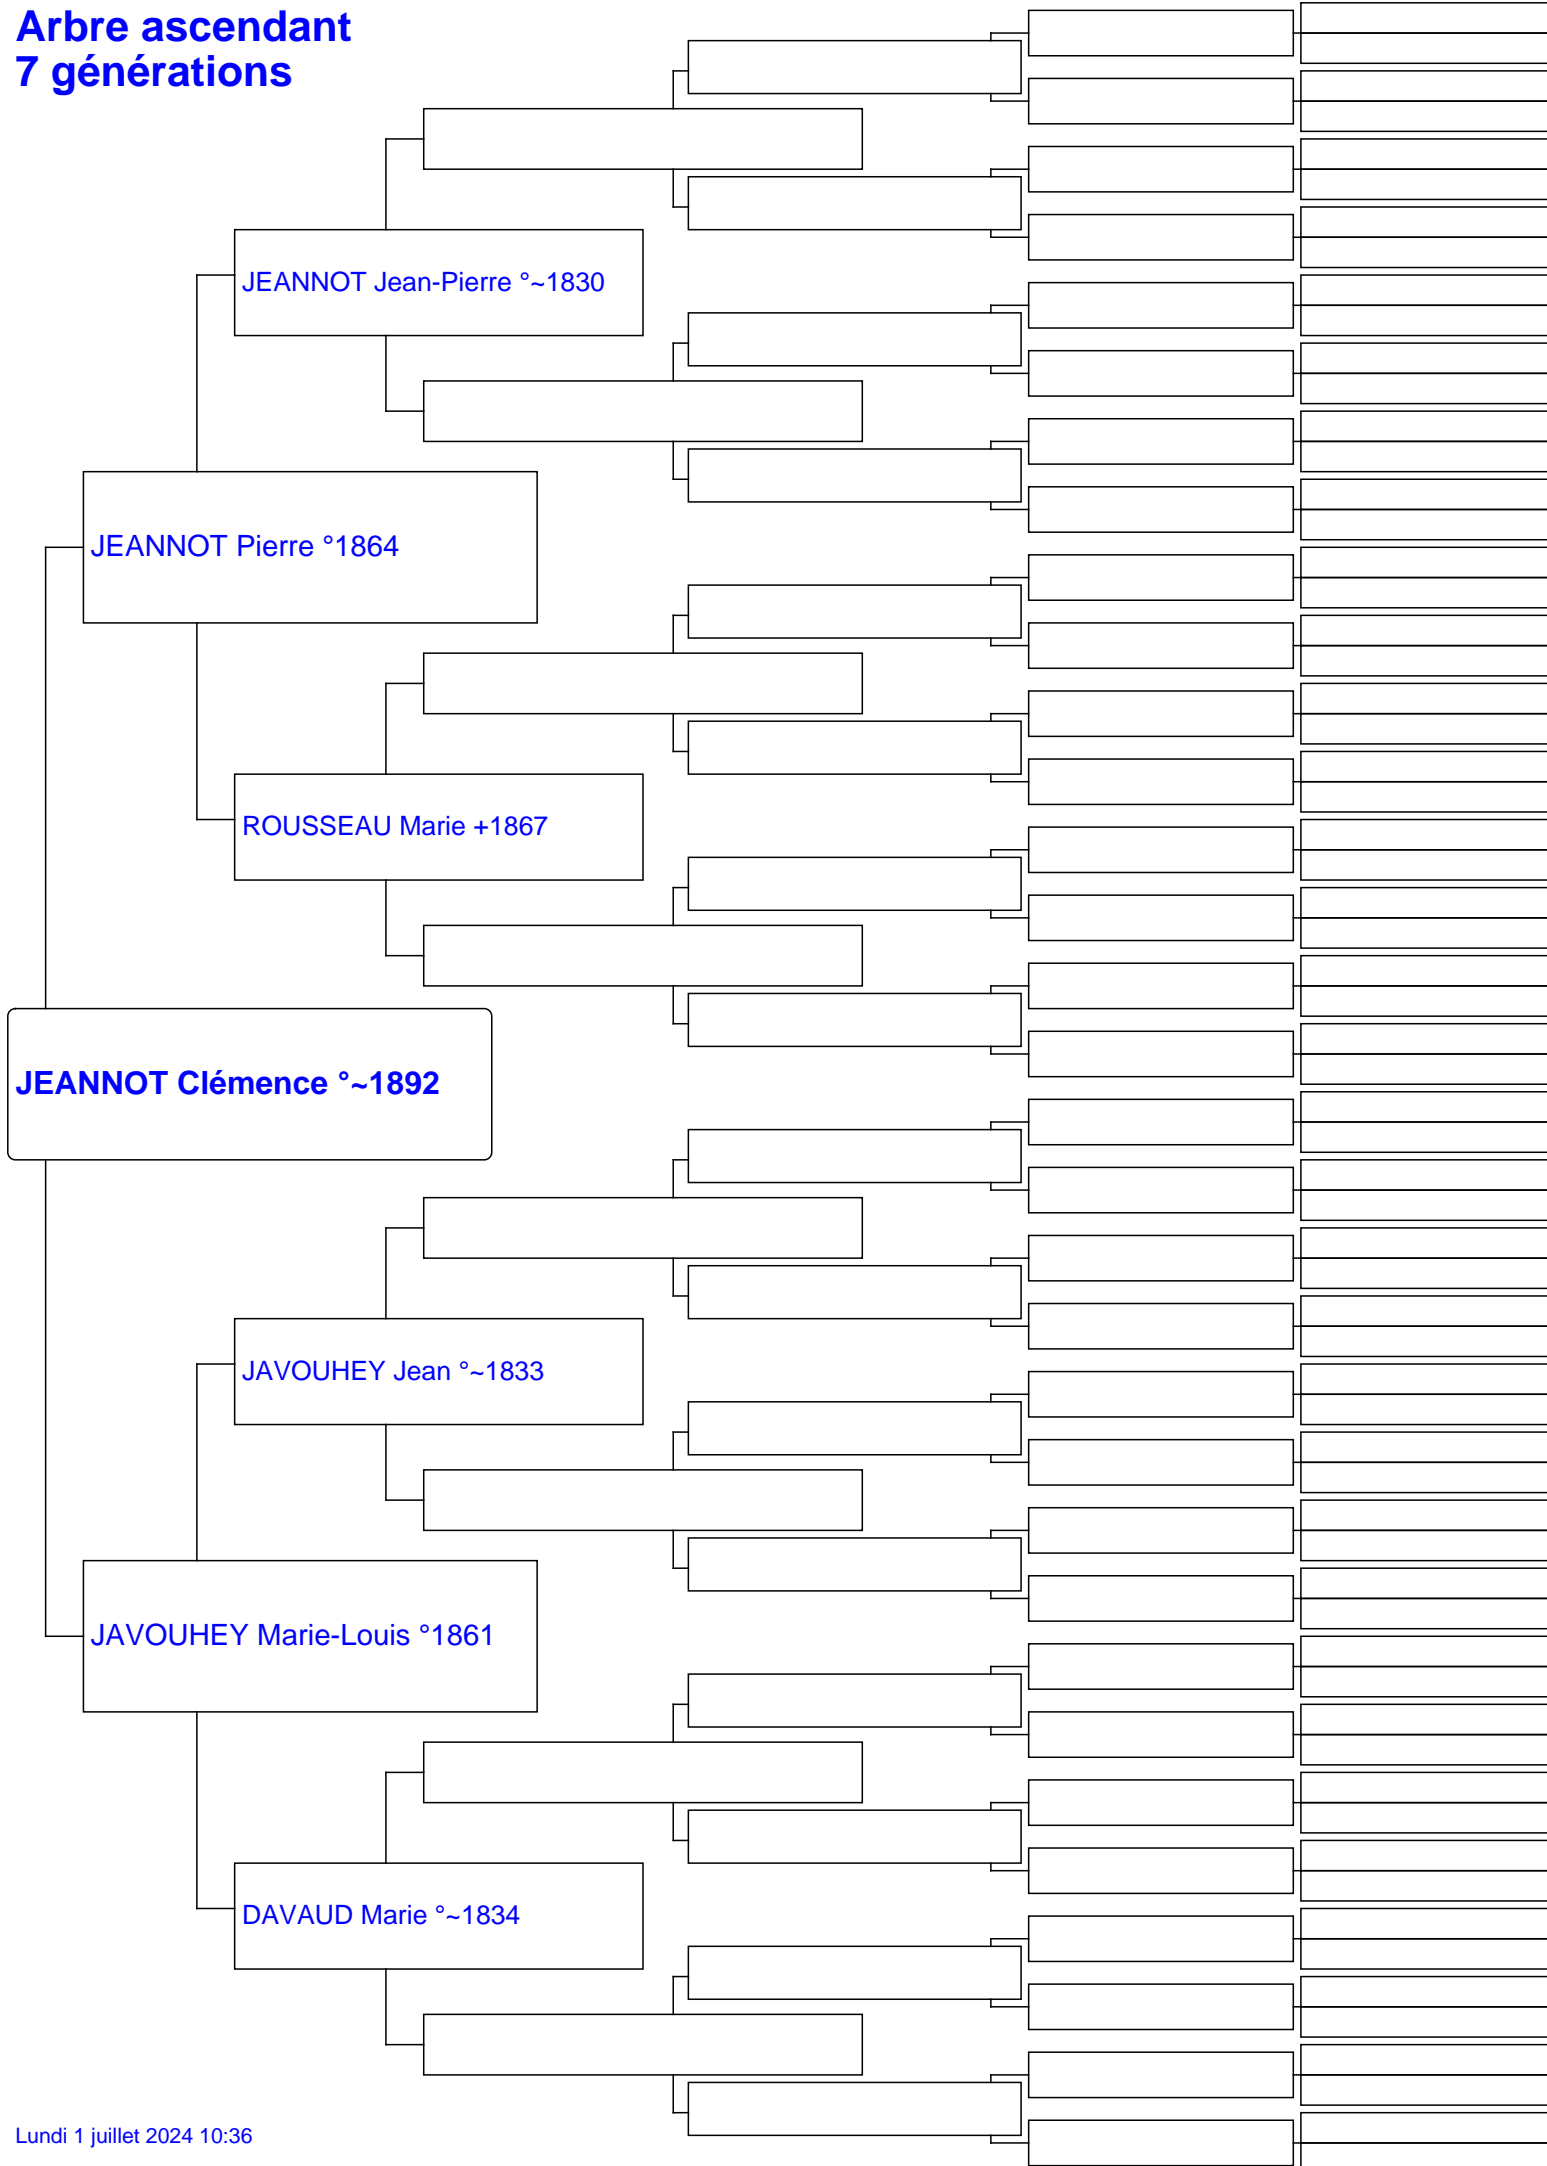 Arbre ascendant
7 générations
JEANNOT Jean-Pierre °~1830
JEANNOT Pierre °1864
ROUSSEAU Marie +1867
JEANNOT Clémence °~1892
JAVOUHEY Jean °~1833
JAVOUHEY Marie-Louis °1861
DAVAUD Marie °~1834
Lundi 1 juillet 2024 10:36